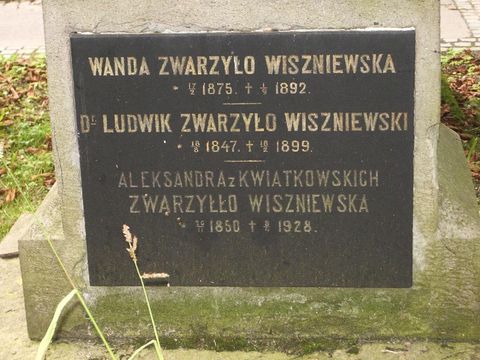 WANDA ZWARZYŁO WISZNIEWSKA
* 1875. † 1892.
Dr LUDWIK ZWARZYŁO WISZNIEWSKI
* 1847. † 1899.
ALEKSANDRA z KWIATKOWSKICH
ZWARZYŁŁO WISZNIEWSKA
* 1850 † 1928.